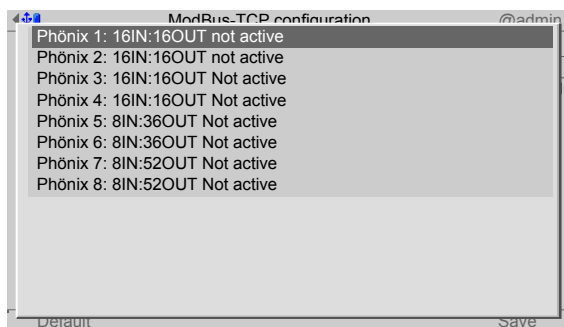 ModBus-TCP configuration @admin
Phönix 1: 16IN:16OUT not active
Phönix 2: 16IN:16OUT not active
Phönix 3: 16IN:16OUT Not active
Phönix 4: 16IN:16OUT Not active
Phönix 5: 8IN:36OUT Not active
Phönix 6: 8IN:36OUT Not active
Phönix 7: 8IN:52OUT Not active
Phönix 8: 8IN:52OUT Not active
Default Save